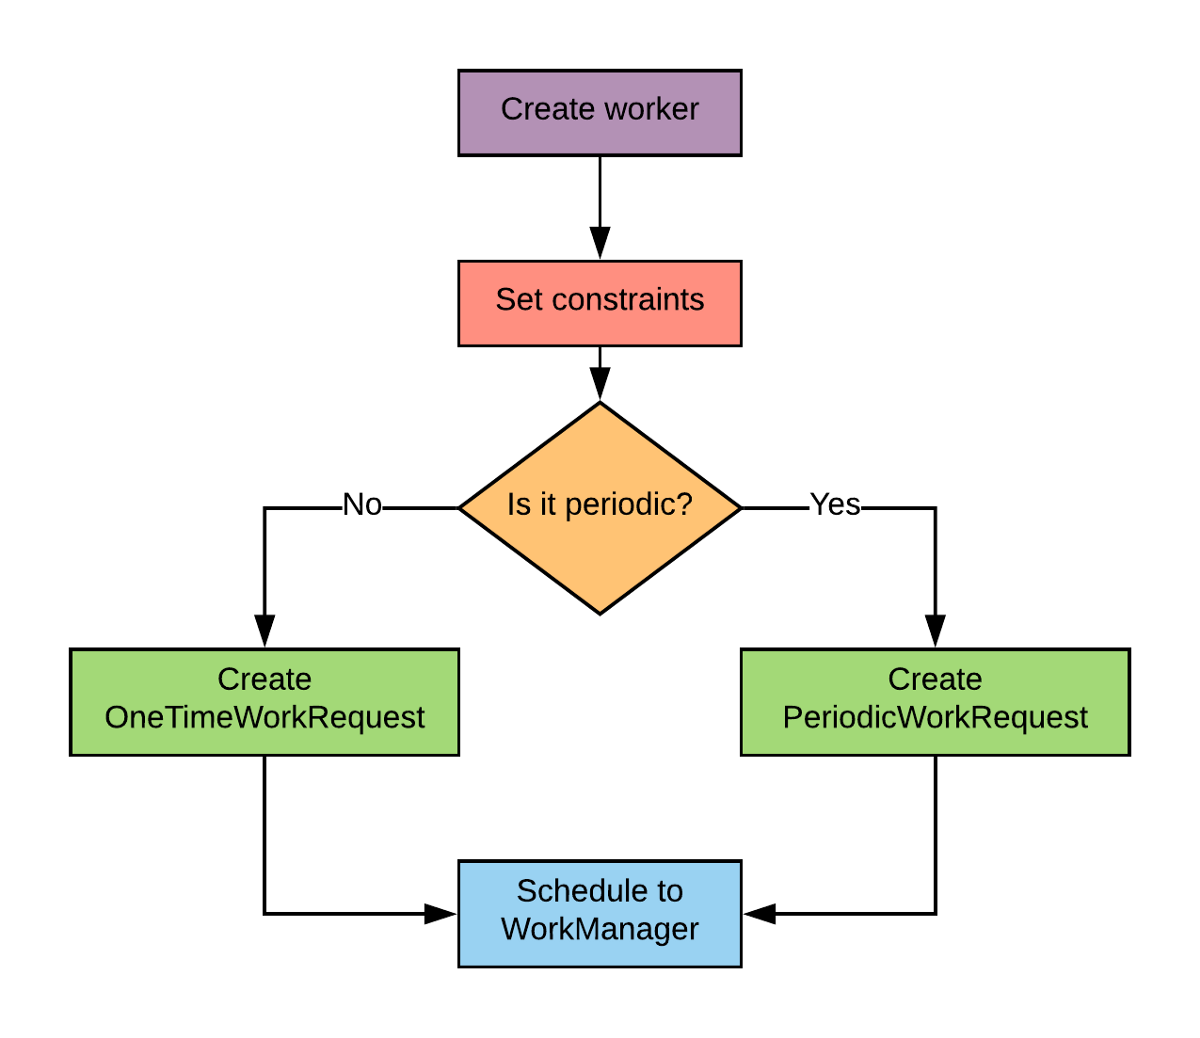 Create worker
Set constraints
Is it periodic?
No
Yes
Create
OneTimeWorkRequest
Create
PeriodicWorkRequest
Schedule to
WorkManager